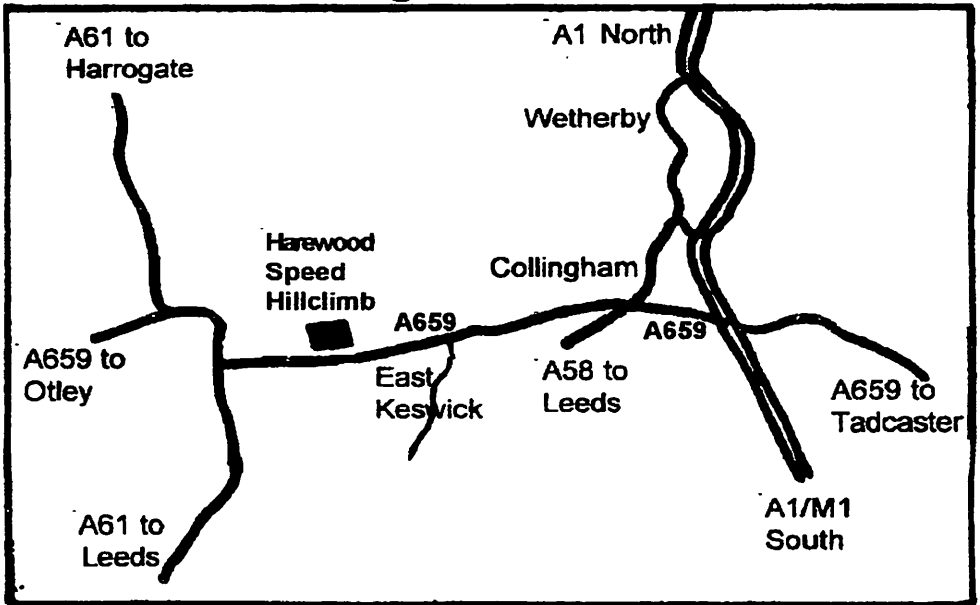 A61 to
Harrogate
A1 North
Wetherby
Harewood
Speed
Hillclimb
Collingham
A659
A659
A659 to
Otley
East
Keswick
A58 to
Leeds
A659 to
Tadcaster
A61 to
Leeds
A1/M1
South